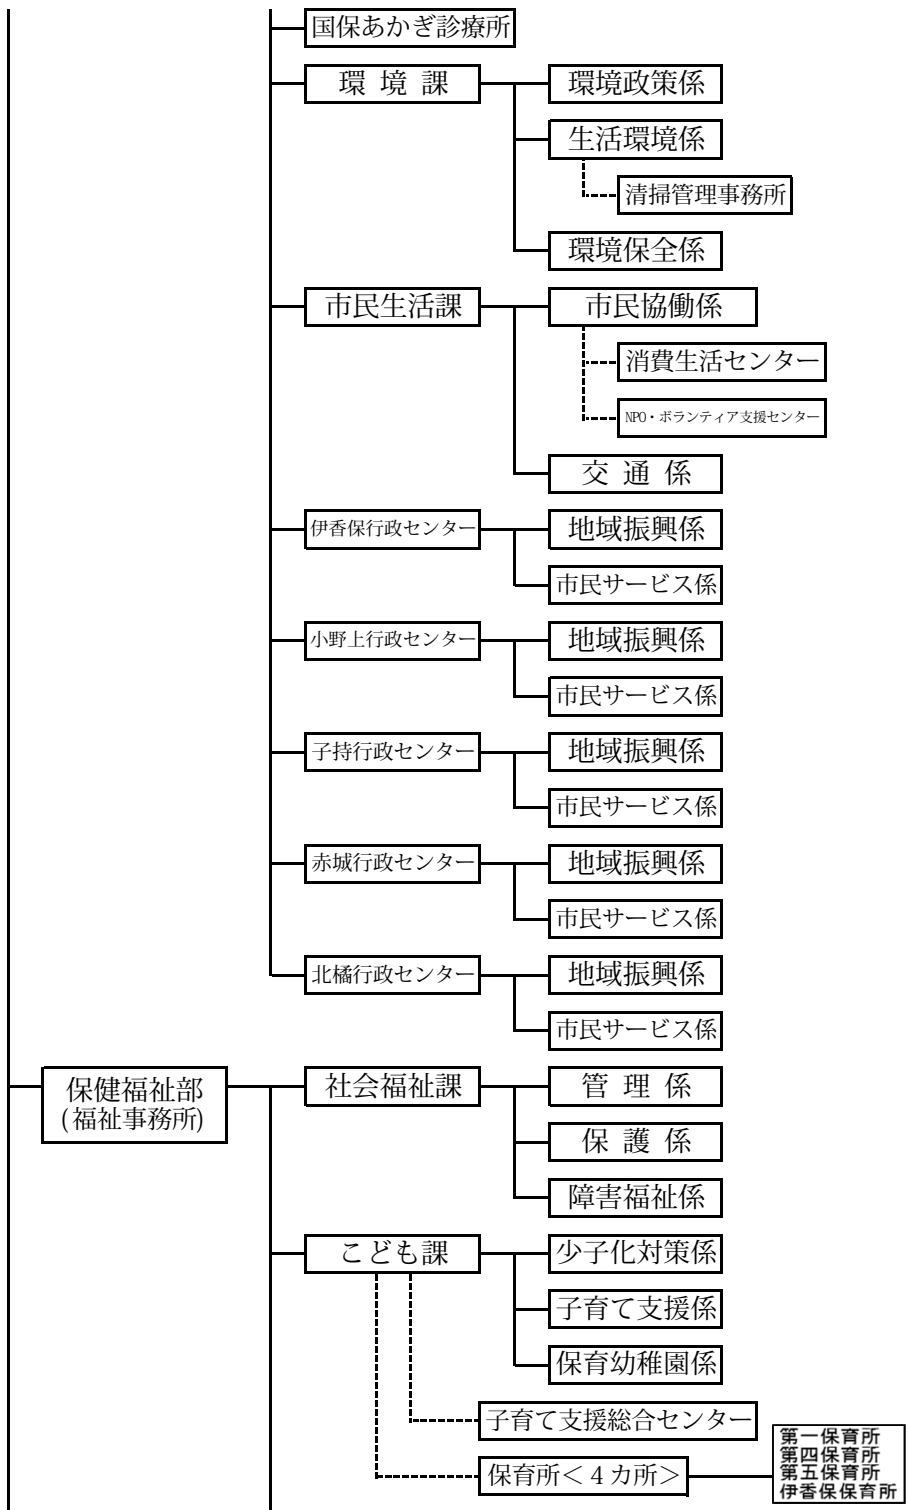 国保あかぎ診療所
環境課
環境政策係
生活環境係
清掃管理事務所
環境保全係
市民生活課
市民協働係
消費生活センター
NPO・ボランティア支援センター
交通係
伊香保行政センター
地域振興係
市民サービス係
小野上行政センター
地域振興係
市民サービス係
子持行政センター
地域振興係
市民サービス係
赤城行政センター
地域振興係
市民サービス係
北橘行政センター
地域振興係
市民サービス係
保健福祉部
(福祉事務所)
社会福祉課
管理係
保護係
障害福祉係
こども課
少子化対策係
子育て支援係
保育幼稚園係
子育て支援総合センター
保育所＜４カ所＞
第一保育所
第四保育所
第五保育所
伊香保保育所